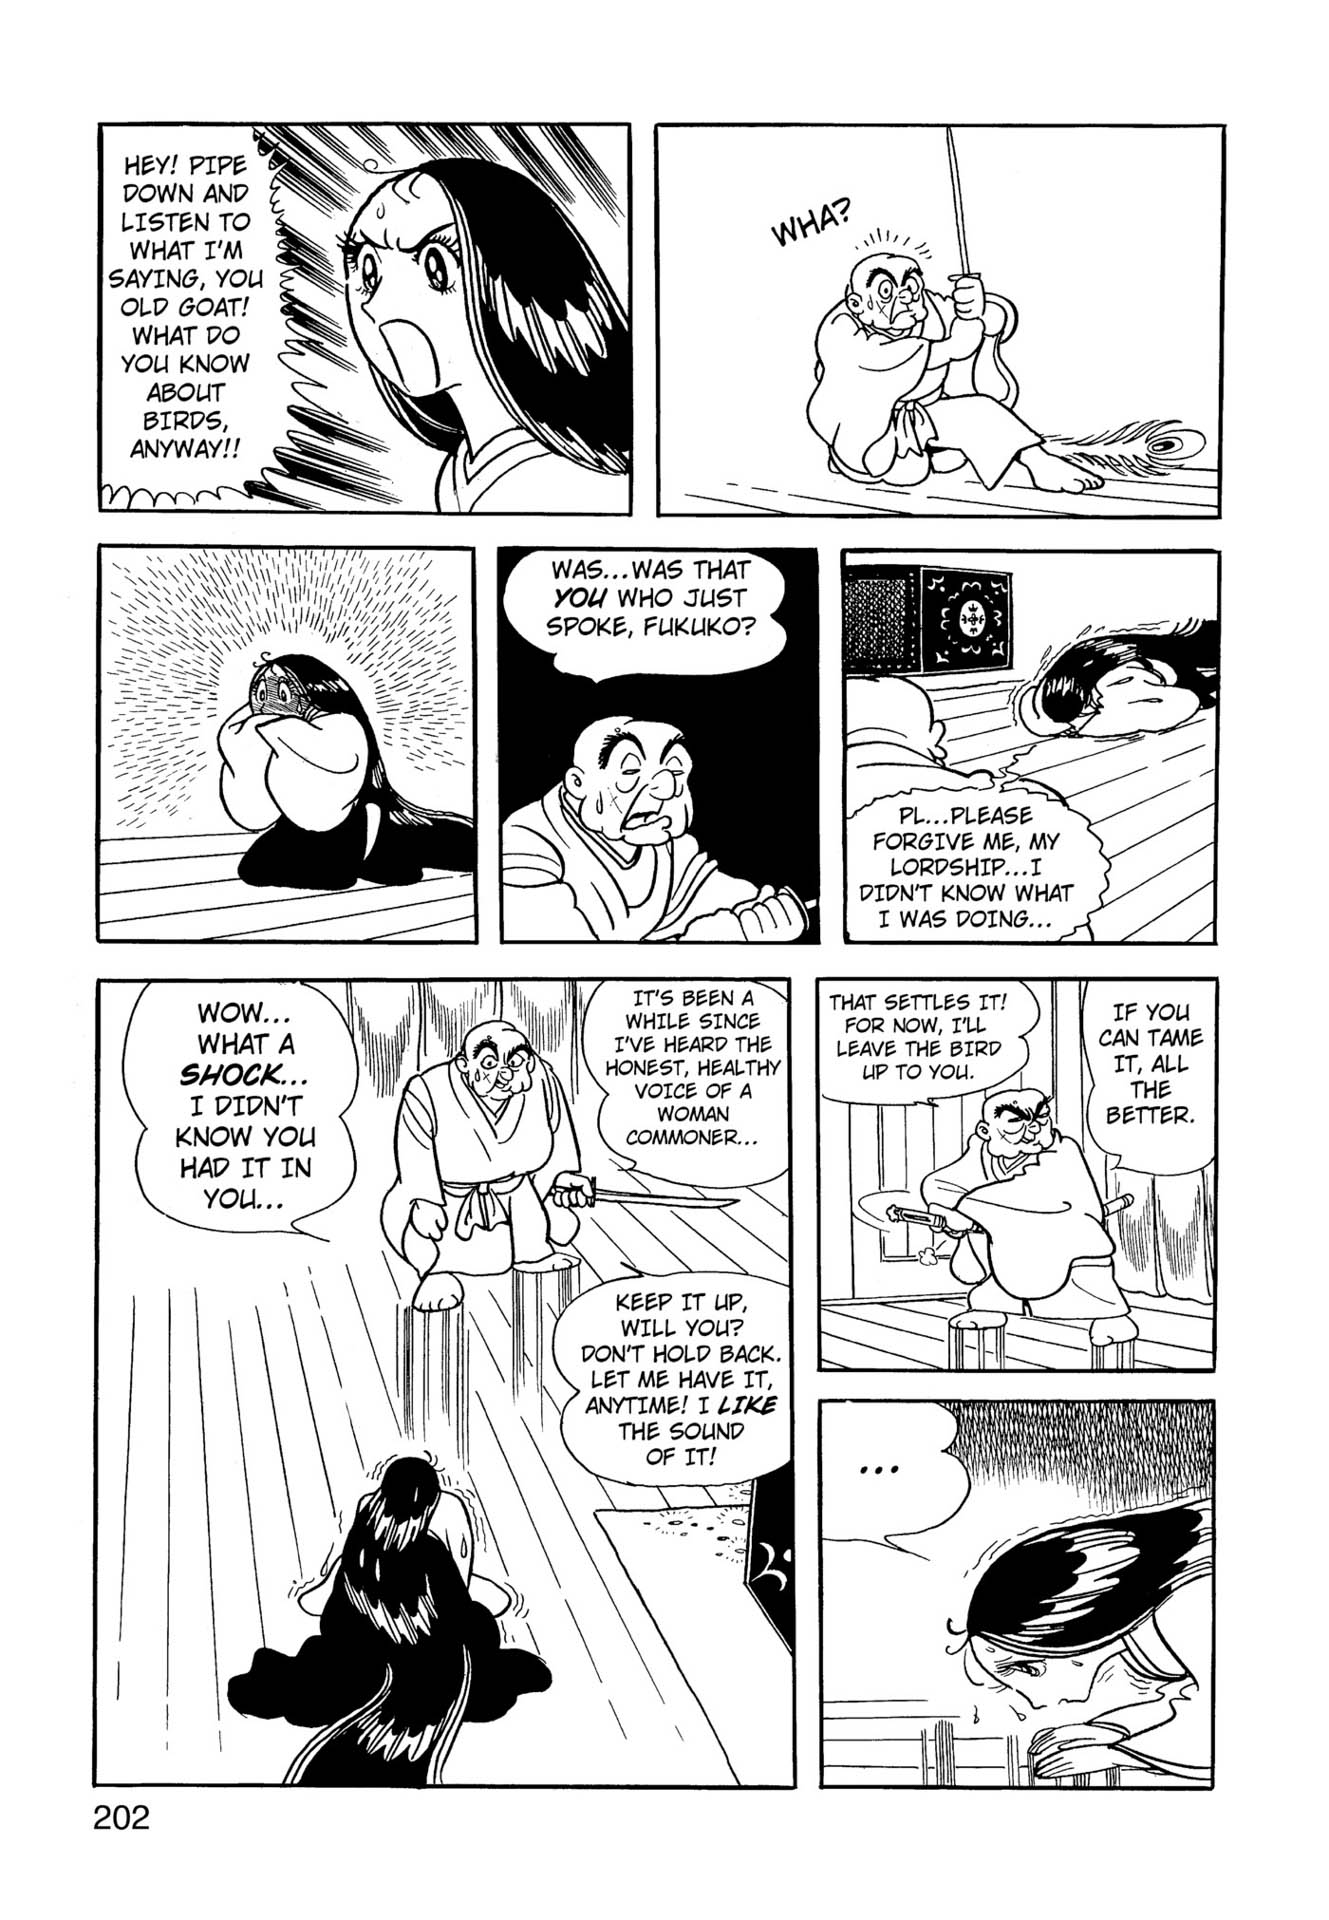 HEY! PIPE
DOWN AND
LISTEN TO
WHAT I'M
SAYING, YOU
OLD GOAT!
WHAT DO
YOU KNOW
ABOUT
BIRDS,
ANYWAY!!
WHA?
WAS...WAS THAT
YOU WHO JUST
SPOKE, FUKUKO?
PL...PLEASE
FORGIVE ME, MY
LORDSHIP...I
DIDN'T KNOW WHAT
I WAS DOING...
WOW...
WHAT A
SHOCK...
I DIDN'T
KNOW YOU
HAD IT IN
YOU...
IT'S BEEN A
WHILE SINCE
I'VE HEARD THE
HONEST, HEALTHY
VOICE OF A
WOMAN
COMMONER...
KEEP IT UP,
WILL YOU?
DON'T HOLD BACK.
LET ME HAVE IT,
ANYTIME! I LIKE
THE SOUND
OF IT!
THAT SETTLES IT!
FOR NOW, I'LL
LEAVE THE BIRD
UP TO YOU.
IF YOU
CAN TAME
IT, ALL
THE
BETTER.
...
202